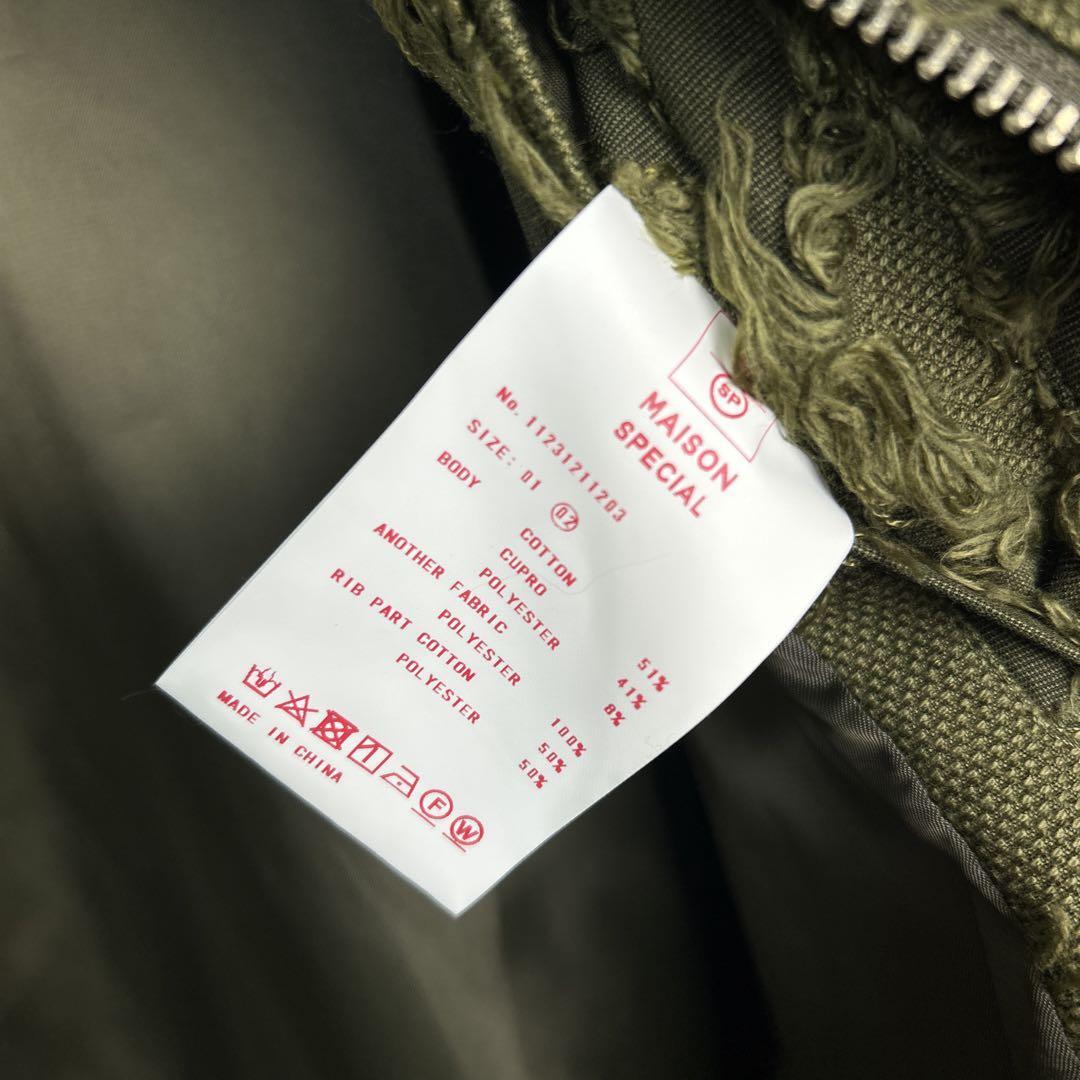 SP
MAISON
SPECIAL
No. 11231211203
SIZE: 01 02
BODY
COTTON 51%
CUPRO 41%
POLYESTER 8%
ANOTHER FABRIC
POLYESTER 100%
RIB PART COTTON 50%
POLYESTER 50%
F W
MADE IN CHINA